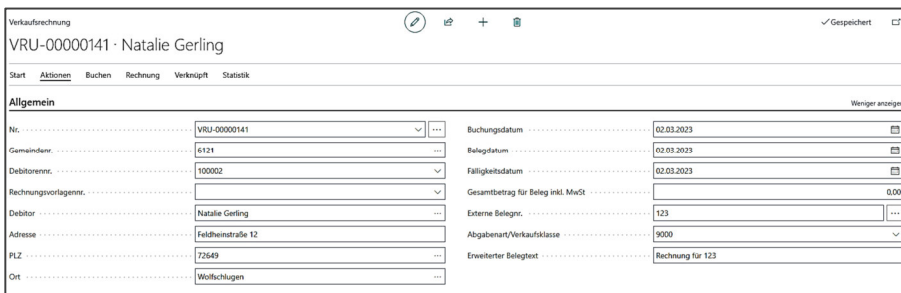 Verkaufsrechnung
Gespeichert
VRU-00000141 · Natalie Gerling
Start Aktionen Buchen Rechnung Verknüpft Statistik
Allgemein
Weniger anzeigen
Nr. VRU-00000141
Gemeindenr. 6121
Debitorennr. 100002
Rechnungsvorlagennr.
Debitor Natalie Gerling
Adresse Feldheinstraße 12
PLZ 72649
Ort Wolfschlugen
Buchungsdatum 02.03.2023
Belegdatum 02.03.2023
Fälligkeitsdatum 02.03.2023
Gesamtbetrag für Beleg inkl. MwSt 0,00
Externe Belegnr. 123
Abgabenart/Verkaufsklasse 9000
Erweiterter Belegtext Rechnung für 123